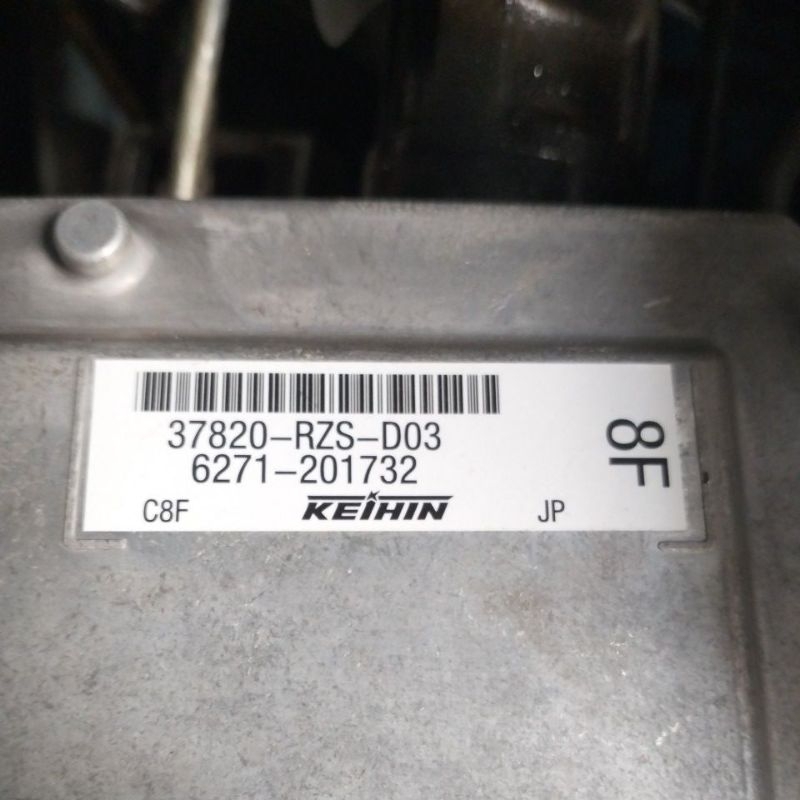 37820-RZS-D03
6271-201732
C8F KEIHIN JP
8F